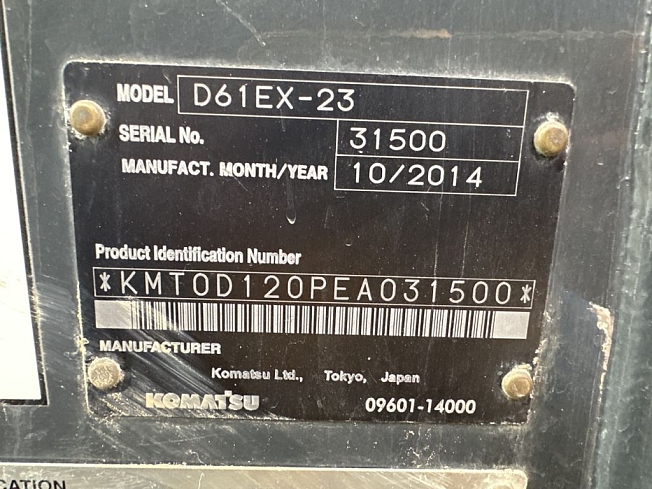 MODEL D61EX-23
SERIAL No. 31500
MANUFACT. MONTH/YEAR 10/2014
Product Identification Number
*KMT0D120PEA031500*
MANUFACTURER
Komatsu Ltd., Tokyo, Japan
KOMATSU 09601-14000
CATION